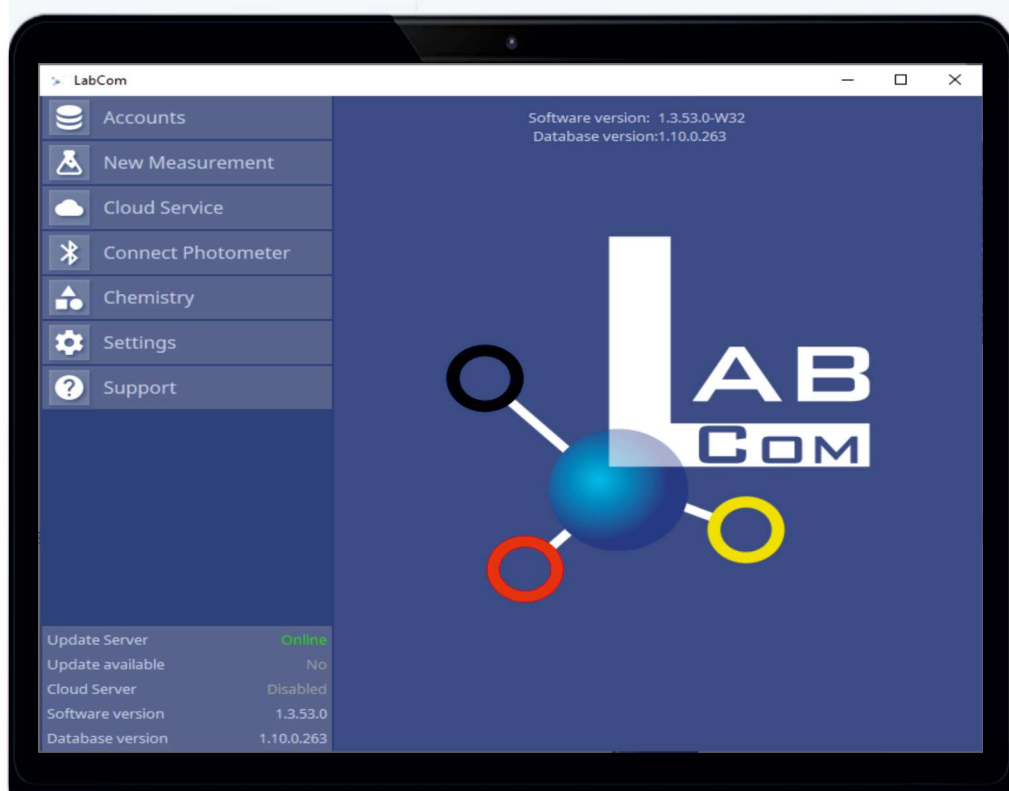 LabCom
Accounts
New Measurement
Cloud Service
Connect Photometer
Chemistry
Settings
Support
Update Server Online
Update available No
Cloud Server Disabled
Software version 1.3.53.0
Database version 1.10.0.263
Software version: 1.3.53.0-W32
Database version:1.10.0.263
LAB
COM